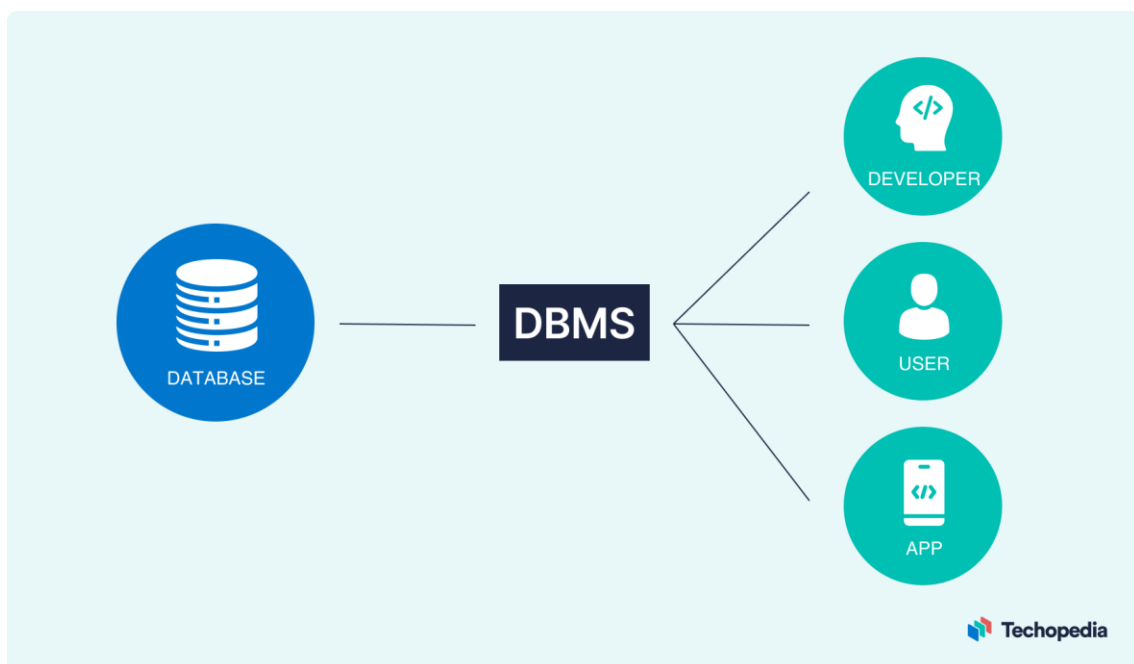 DATABASE
DBMS
</>
DEVELOPER
USER
</>
APP
Techopedia